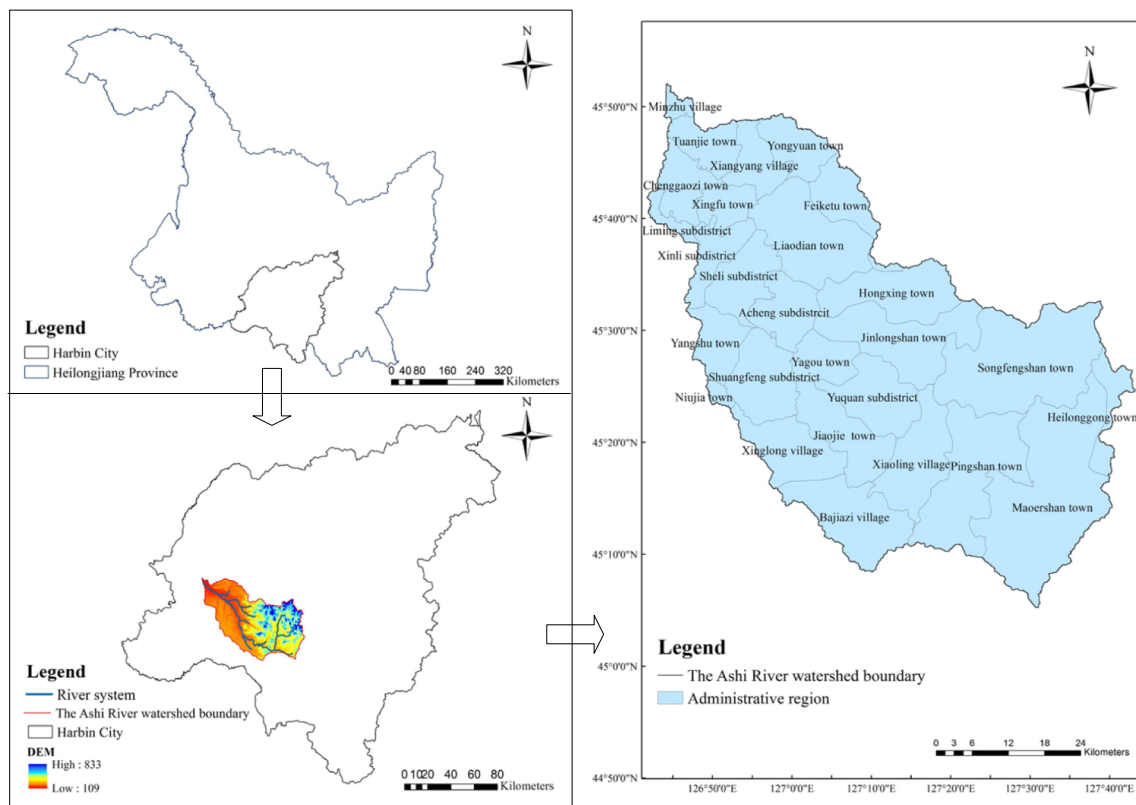 N
Legend
Harbin City
Heilongjiang Province
0 40 80 160 240 320
Kilometers
N
Legend
River system
The Ashi River watershed boundary
Harbin City
DEM
High : 833
Low : 109
0 10 20 40 60 80
Kilometers
N
45°50'0"N
45°40'0"N
45°30'0"N
45°20'0"N
45°10'0"N
45°0'0"N
44°50'0"N
Minzhu village
Tuanjie town
Yongyuan town
Xiangyang village
Chenggaozi town
Xingfu town
Feiketu town
Liming subdistrict
Liaodian town
Xinli subdistrict
Sheli subdistrict
Hongxing town
Acheng subdistrcit
Jinlongshan town
Yangshu town
Yagou town
Songfengshan town
Shuangfeng subdistrict
Niujia town
Yuquan subdistrict
Heilonggong town
Jiaojie town
Xinglong village
Xiaoling village
Pingshan town
Maoershan town
Bajiazi village
Legend
The Ashi River watershed boundary
Administrative region
0 3 6 12 18 24
Kilometers
126°50'0"E 127°0'0"E 127°10'0"E 127°20'0"E 127°30'0"E 127°40'0"E